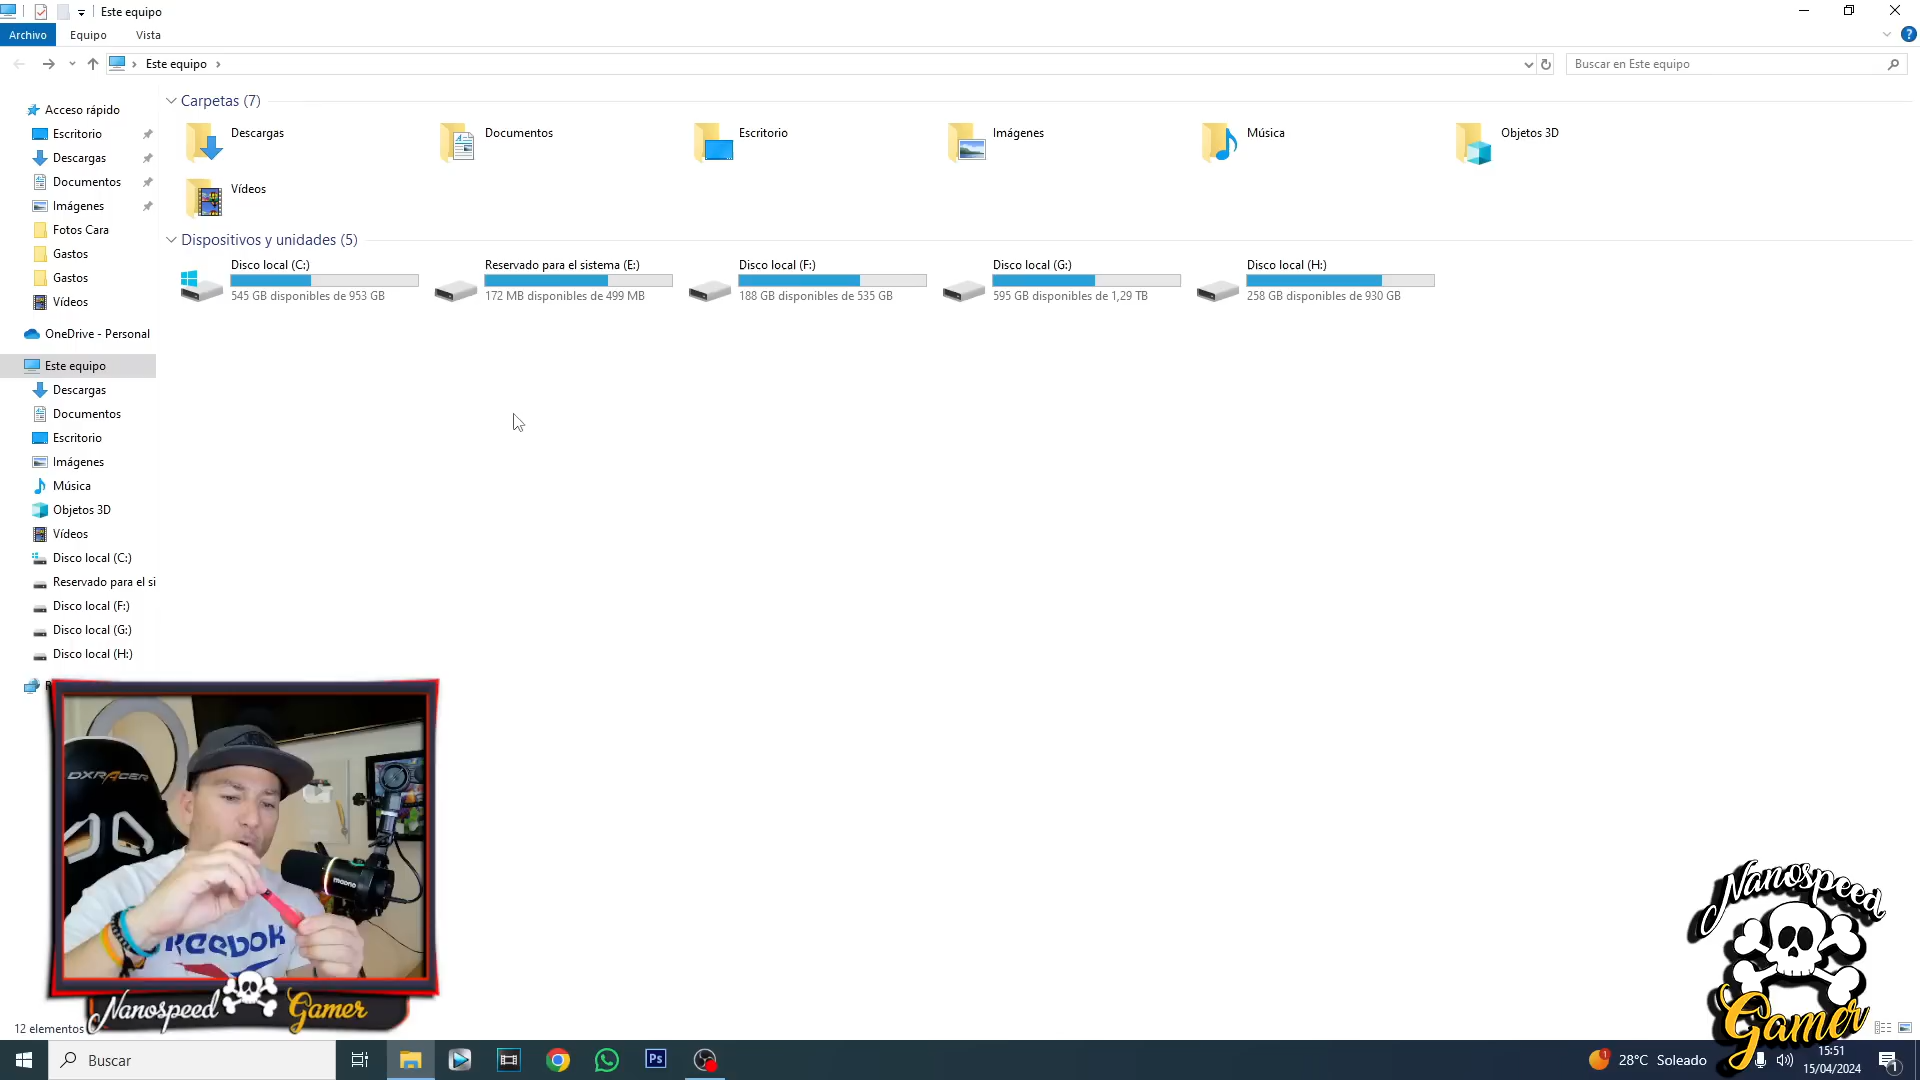 Este equipo
Archivo Equipo Vista
Este equipo
Buscar en Este equipo
Acceso rápido
Escritorio
Descargas
Documentos
Imágenes
Fotos Cara
Gastos
Gastos
Vídeos
OneDrive - Personal
Este equipo
Descargas
Documentos
Escritorio
Imágenes
Música
Objetos 3D
Vídeos
Disco local (C:)
Reservado para el si
Disco local (F:)
Disco local (G:)
Disco local (H:)
Carpetas (7)
Descargas
Documentos
Escritorio
Imágenes
Música
Objetos 3D
Vídeos
Dispositivos y unidades (5)
Disco local (C:)
545 GB disponibles de 953 GB
Reservado para el sistema (E:)
172 MB disponibles de 499 MB
Disco local (F:)
188 GB disponibles de 535 GB
Disco local (G:)
595 GB disponibles de 1,29 TB
Disco local (H:)
258 GB disponibles de 930 GB
DXRACER
maono
Reebok
Nanospeed Gamer
Nanospeed
Gamer
12 elementos
Buscar
Ps
1
28°C Soleado
15:51
15/04/2024
1